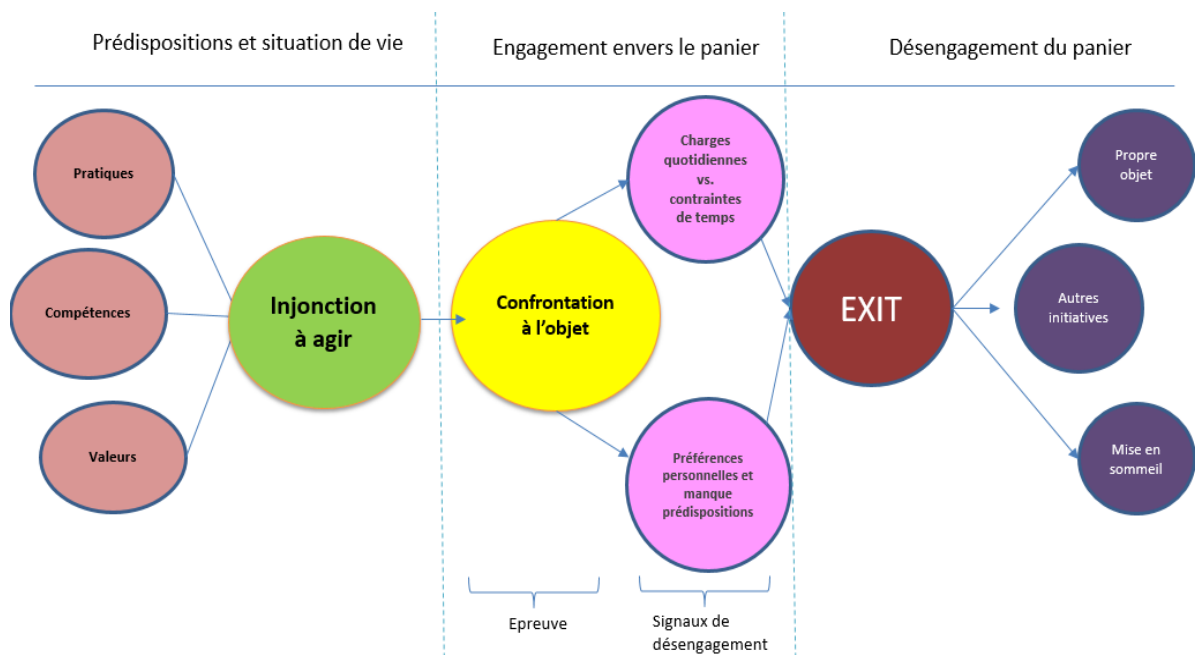 Prédispositions et situation de vie
Engagement envers le panier
Désengagement du panier
Pratiques
Compétences
Valeurs
Injonction
à agir
Confrontation
à l'objet
Charges
quotidiennes
vs.
contraintes
de temps
Préférences
personnelles et
manque
prédispositions
Epreuve
Signaux de
désengagement
EXIT
Propre
objet
Autres
initiatives
Mise en
sommeil